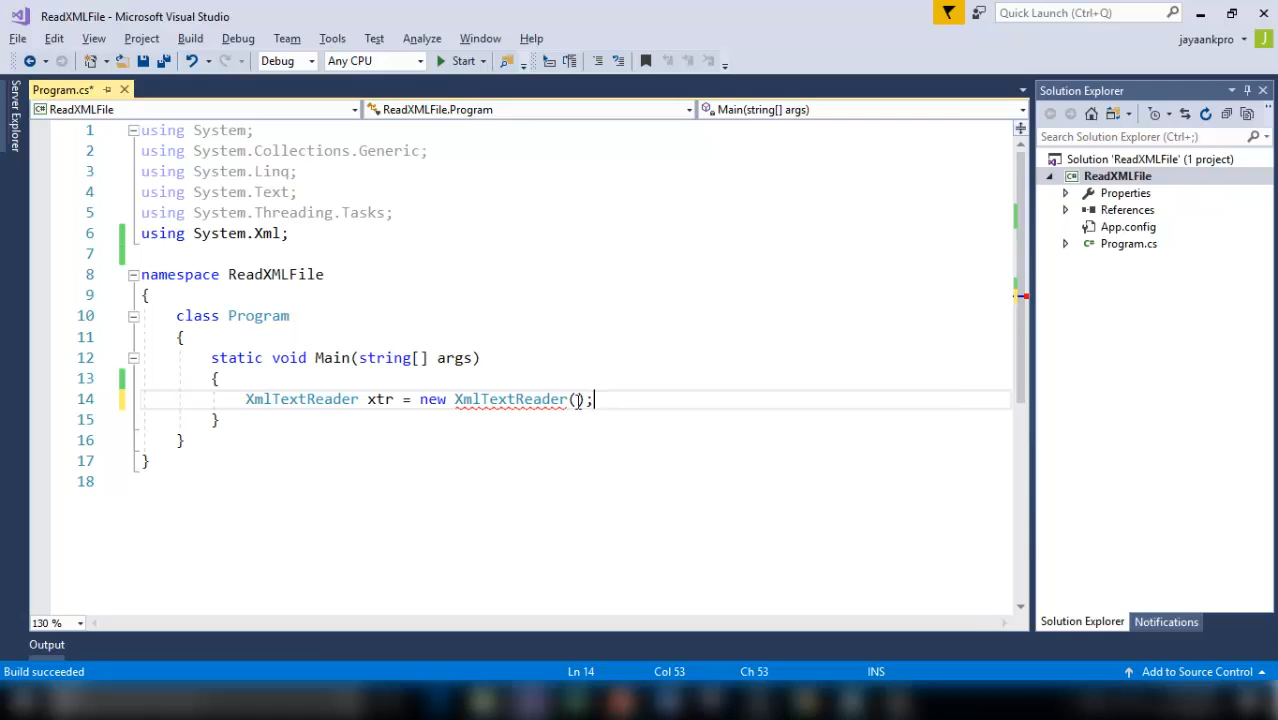 ReadXMLFile - Microsoft Visual Studio
Quick Launch (Ctrl+Q)
File Edit View Project Build Debug Team Tools Test Analyze Window Help
jayaankpro J
Debug Any CPU Start
Server Explorer
Program.cs*
ReadXMLFile ReadXMLFile.Program Main(string[] args)
1 using System;
2 using System.Collections.Generic;
3 using System.Linq;
4 using System.Text;
5 using System.Threading.Tasks;
6 using System.Xml;
7
8 namespace ReadXMLFile
9 {
10 class Program
11 {
12 static void Main(string[] args)
13 {
14 XmlTextReader xtr = new XmlTextReader();
15 }
16 }
17 }
18
130 %
Solution Explorer
Search Solution Explorer (Ctrl+;)
Solution 'ReadXMLFile' (1 project)
C# ReadXMLFile
Properties
References
App.config
C# Program.cs
Solution Explorer Notifications
Output
Build succeeded Ln 14 Col 53 Ch 53 INS Add to Source Control